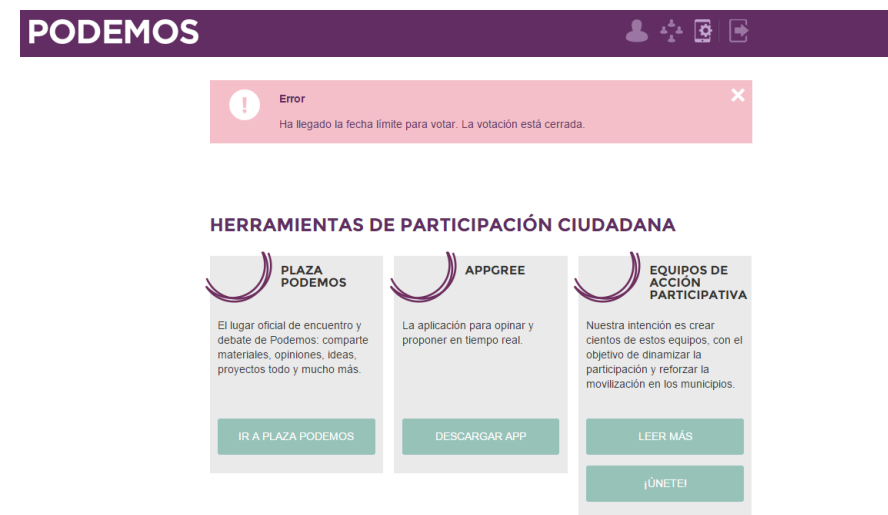 PODEMOS
Error
Ha llegado la fecha límite para votar. La votación está cerrada.
HERRAMIENTAS DE PARTICIPACIÓN CIUDADANA
PLAZA
PODEMOS
El lugar oficial de encuentro y
debate de Podemos: comparte
materiales, opiniones, ideas,
proyectos todo y mucho más.
IR A PLAZA PODEMOS
APPGREE
La aplicación para opinar y
proponer en tiempo real.
DESCARGAR APP
EQUIPOS DE
ACCIÓN
PARTICIPATIVA
Nuestra intención es crear
cientos de estos equipos, con el
objetivo de dinamizar la
participación y reforzar la
movilización en los municipios.
LEER MÁS
¡ÚNETE!